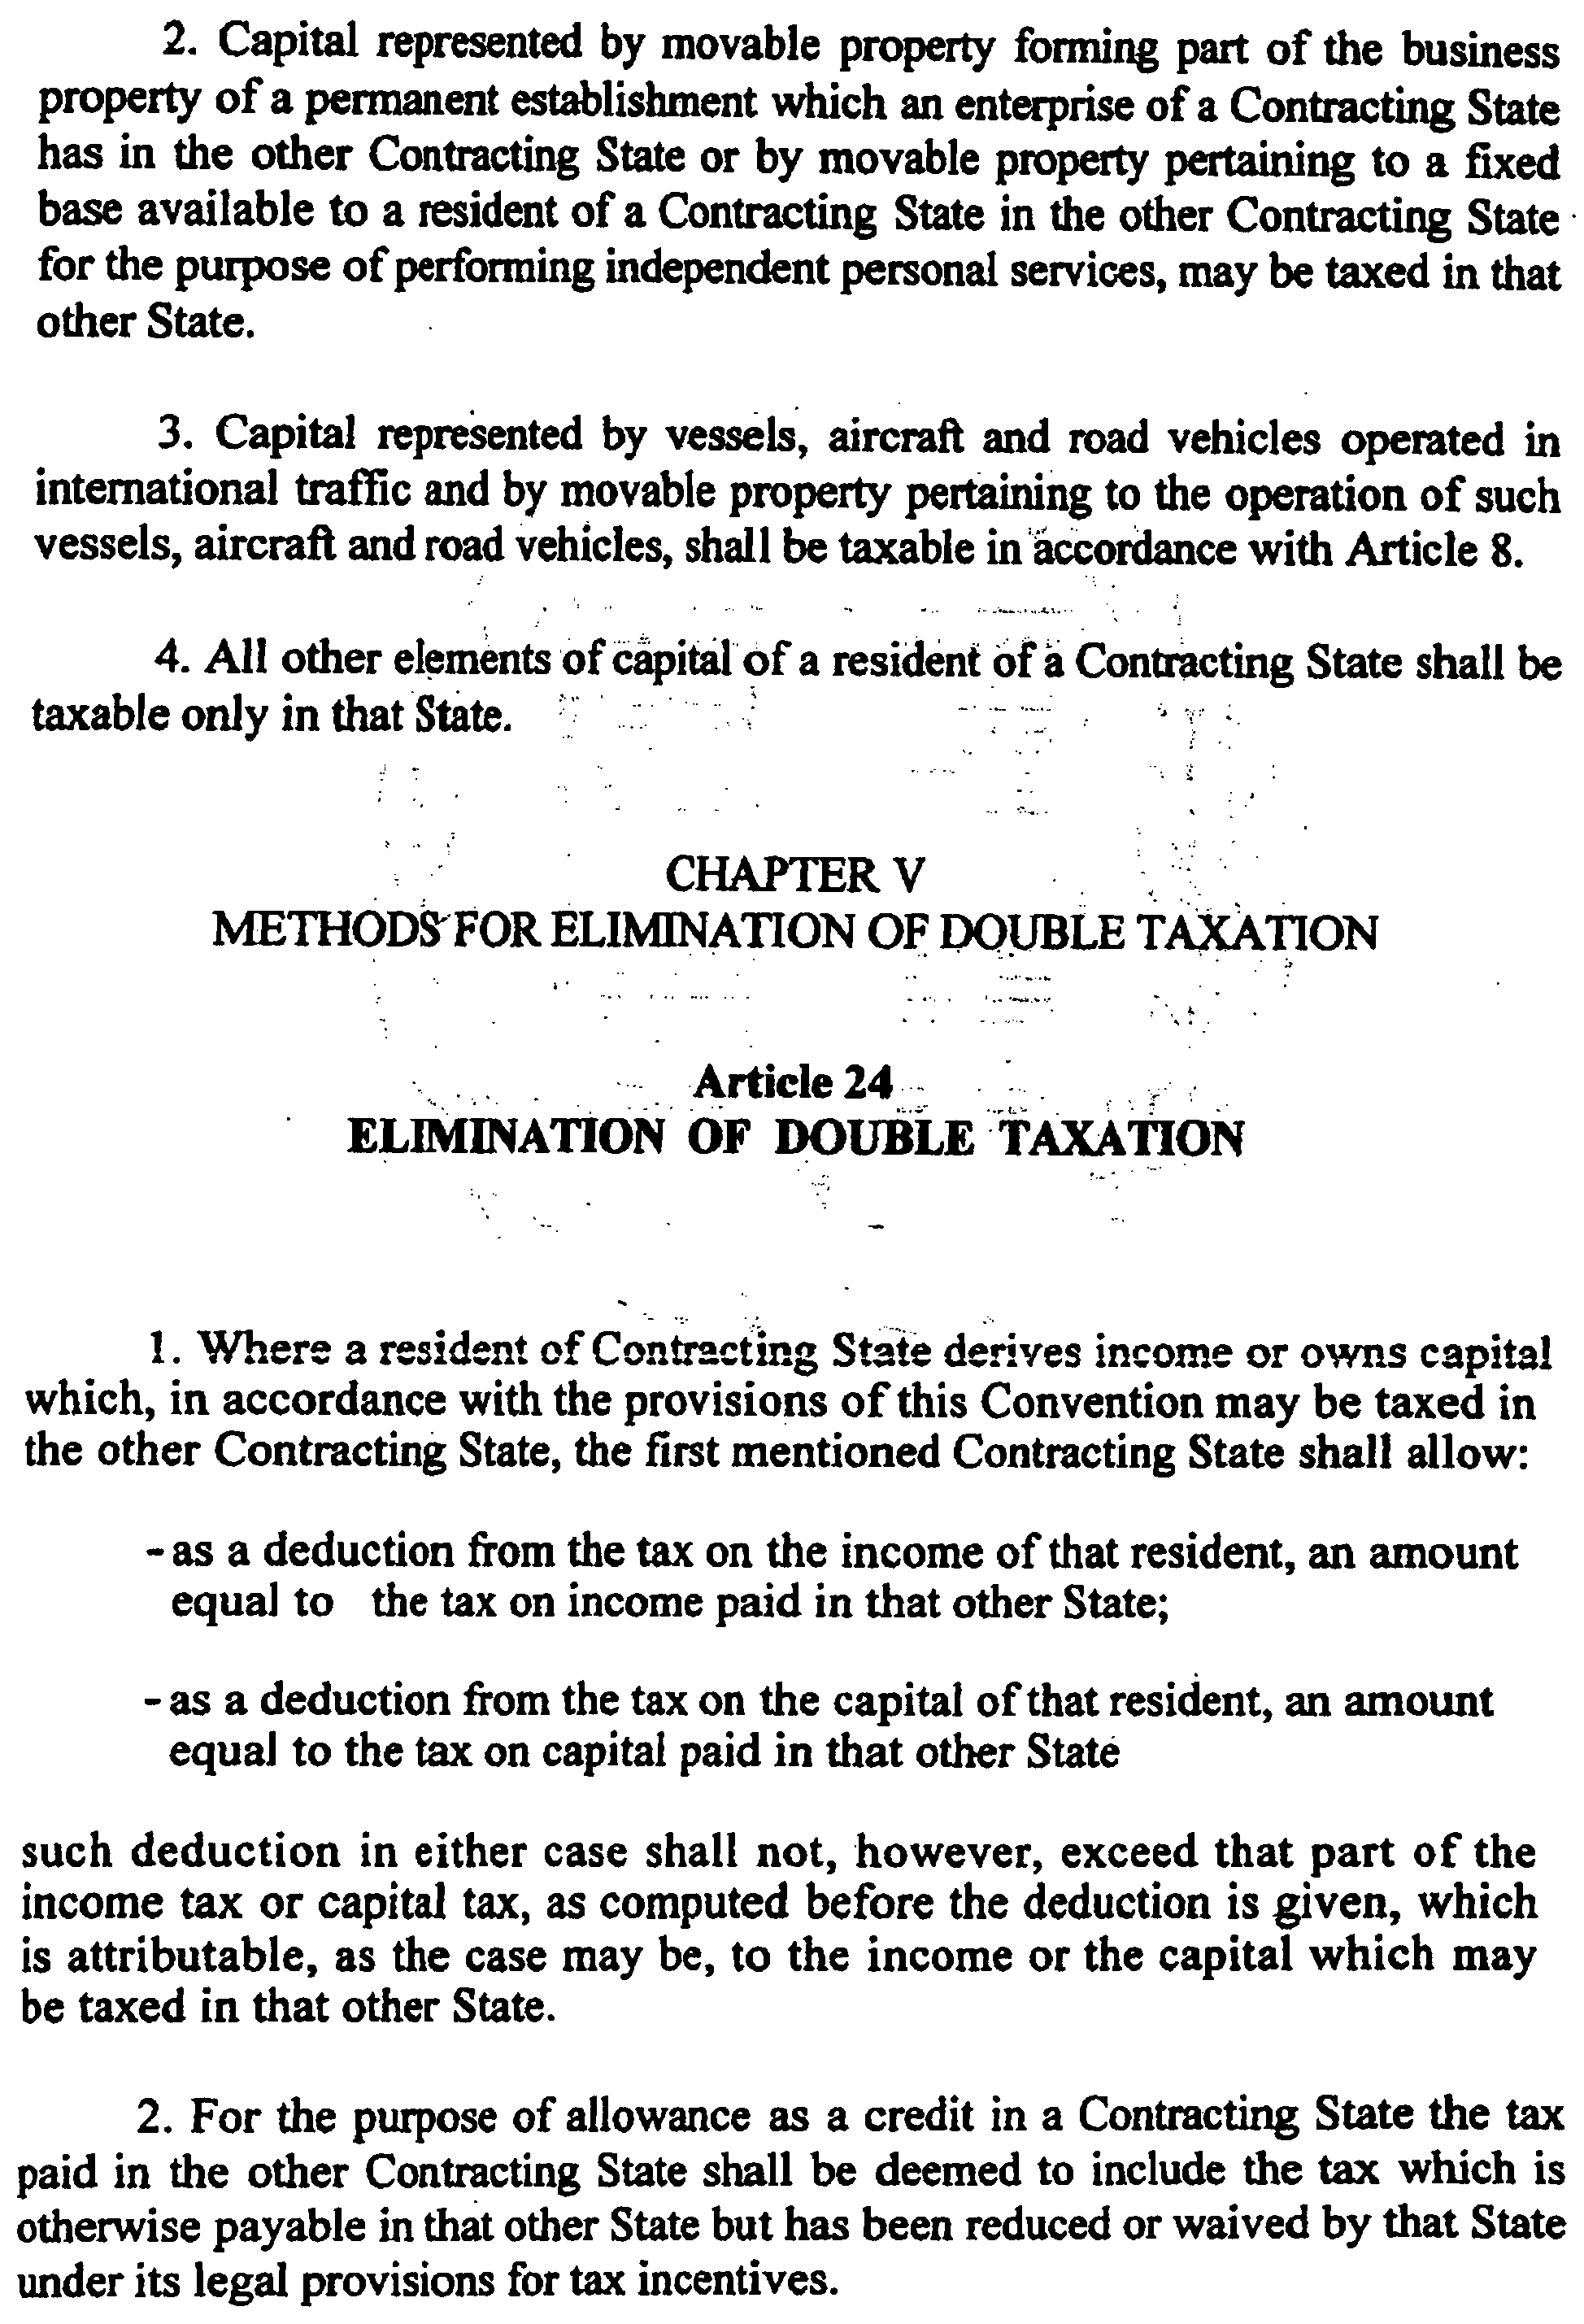 2. Capital represented by movable property forming part of the business
property of a permanent establishment which an enterprise of a Contracting State
has in the other Contracting State or by movable property pertaining to a fixed
base available to a resident of a Contracting State in the other Contracting State
for the purpose of performing independent personal services, may be taxed in that
other State.
3. Capital represented by vessels, aircraft and road vehicles operated in
international traffic and by movable property pertaining to the operation of such
vessels, aircraft and road vehicles, shall be taxable in accordance with Article 8.
4. All other elements of capital of a resident of a Contracting State shall be
taxable only in that State.
CHAPTER V
METHODS FOR ELIMINATION OF DOUBLE TAXATION
Article 24
ELIMINATION OF DOUBLE TAXATION
1. Where a resident of Contracting State derives income or owns capital
which, in accordance with the provisions of this Convention may be taxed in
the other Contracting State, the first mentioned Contracting State shall allow:
- as a deduction from the tax on the income of that resident, an amount
equal to the tax on income paid in that other State;
- as a deduction from the tax on the capital of that resident, an amount
equal to the tax on capital paid in that other State
such deduction in either case shall not, however, exceed that part of the
income tax or capital tax, as computed before the deduction is given, which
is attributable, as the case may be, to the income or the capital which may
be taxed in that other State.
2. For the purpose of allowance as a credit in a Contracting State the tax
paid in the other Contracting State shall be deemed to include the tax which is
otherwise payable in that other State but has been reduced or waived by that State
under its legal provisions for tax incentives.